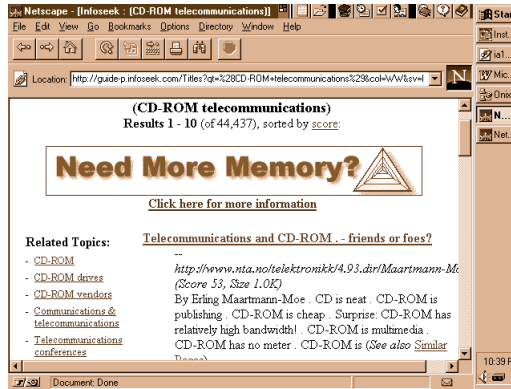 Netscape - [Infoseek : (CD-ROM telecommunications)]
File Edit View Go Bookmarks Options Directory Window Help
Location: http://guide-p.infoseek.com/Titles?qt=%28CD-ROM+telecommunications%29&col=WW&sv=I
N
(CD-ROM telecommunications)
Results 1 - 10 (of 44,437), sorted by score:
Need More Memory?
Click here for more information
Related Topics:
- CD-ROM
- CD-ROM drives
- CD-ROM vendors
- Communications &
telecommunications
- Telecommunications
conferences
Telecommunications and CD-ROM . - friends or foes?
--
http://www.nta.no/telektronikk/4.93.dir/Maartmann-Mo
(Score 53, Size 1.0K)
By Erling Maartmann-Moe . CD is neat . CD-ROM is
publishing . CD-ROM is cheap . Surprise: CD-ROM has
relatively high bandwidth! . CD-ROM is multimedia .
CD-ROM has no meter . CD-ROM is (See also Similar
Pages)
Document: Done
Star
Inst.
ia1...
Mic..
Onix
N...
Net.
10:39 P